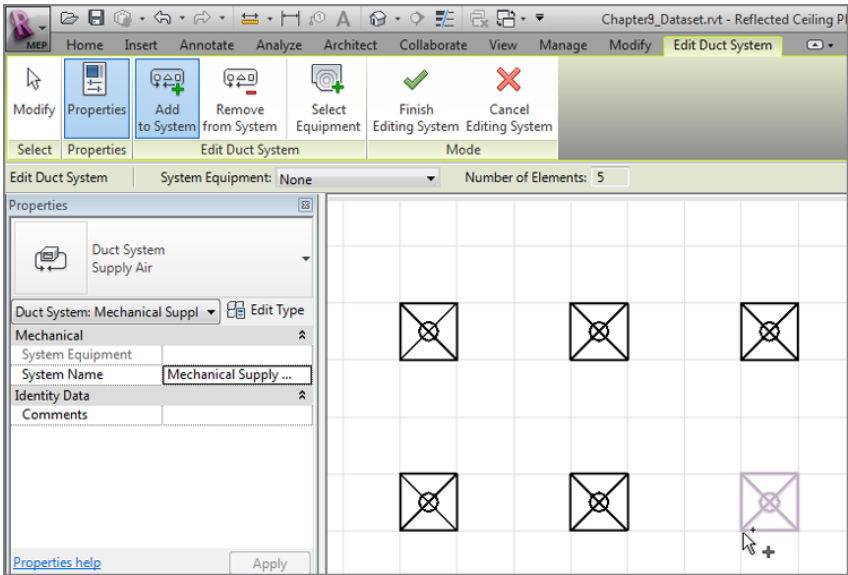 Chapter9_Dataset.rvt - Reflected Ceiling Pl
MEP Home Insert Annotate Analyze Architect Collaborate View Manage Modify Edit Duct System
Modify Properties Add Remove Select Finish Cancel
to System from System Equipment Editing System Editing System
Select Properties Edit Duct System Mode
Edit Duct System System Equipment: None Number of Elements: 5
Properties
Duct System
Supply Air
Duct System: Mechanical Suppl Edit Type
Mechanical
System Equipment
System Name Mechanical Supply ...
Identity Data
Comments
Properties help Apply